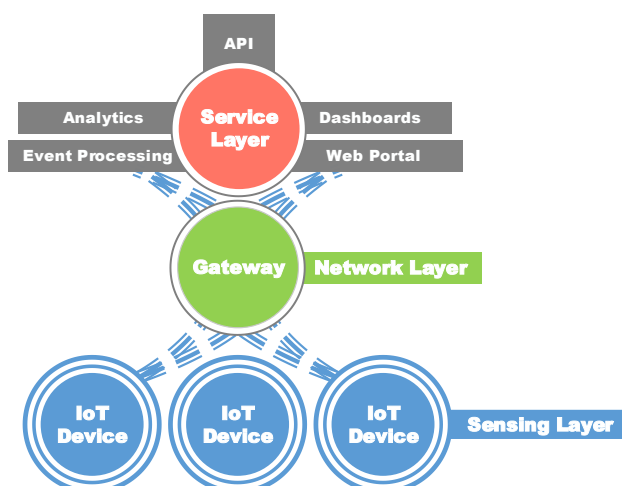 API
Analytics
Service
Layer
Dashboards
Event Processing
Web Portal
Gateway
Network Layer
IoT
Device
IoT
Device
IoT
Device
Sensing Layer